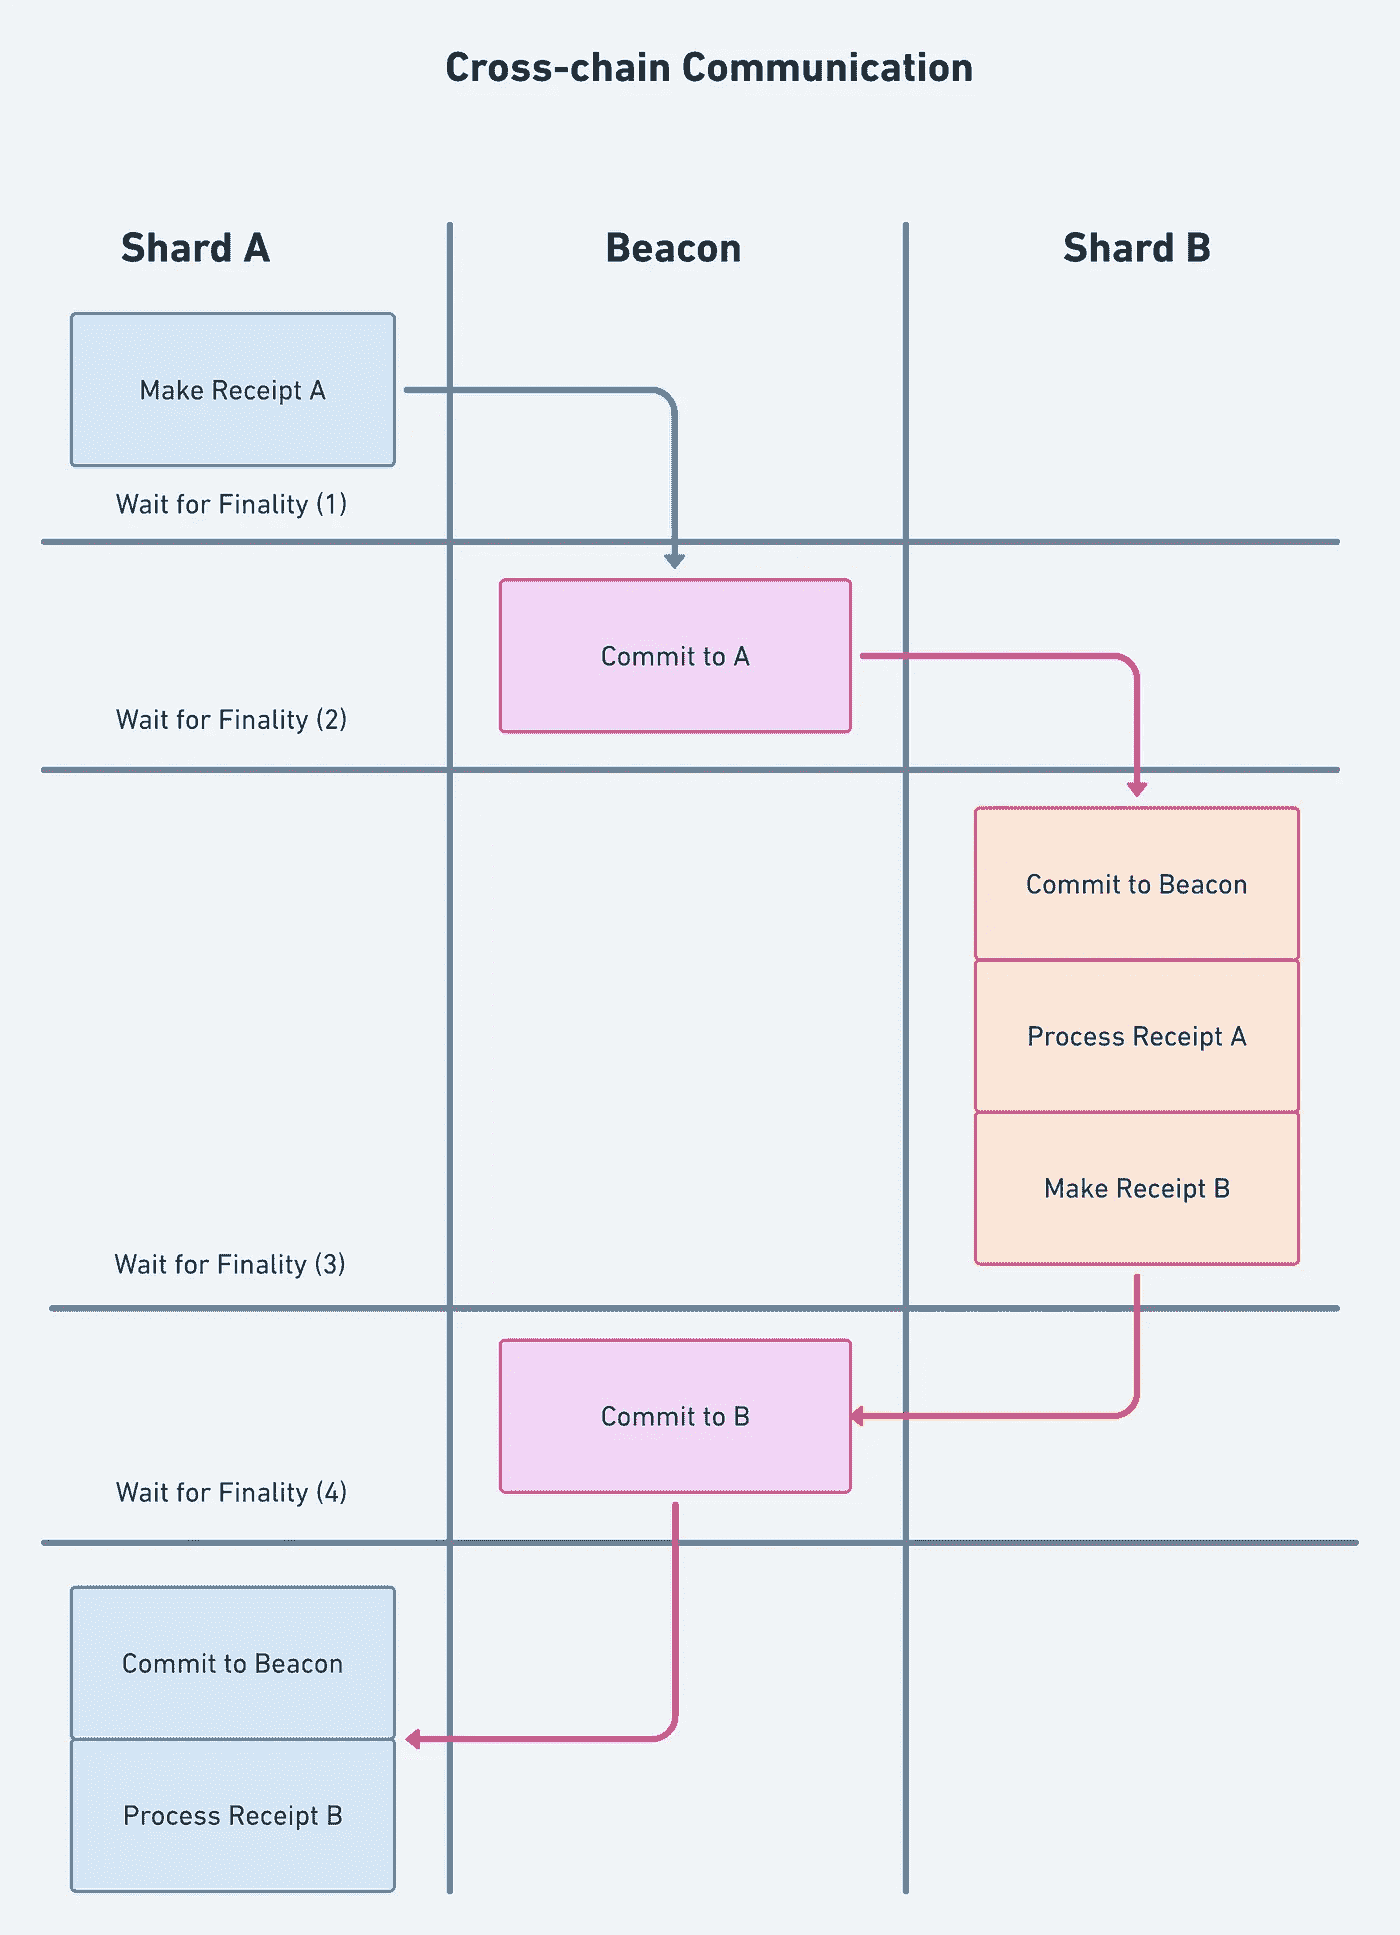 Cross-chain Communication
Shard A
Beacon
Shard B
Make Receipt A
Wait for Finality (1)
Commit to A
Wait for Finality (2)
Commit to Beacon
Process Receipt A
Make Receipt B
Wait for Finality (3)
Commit to B
Wait for Finality (4)
Commit to Beacon
Process Receipt B